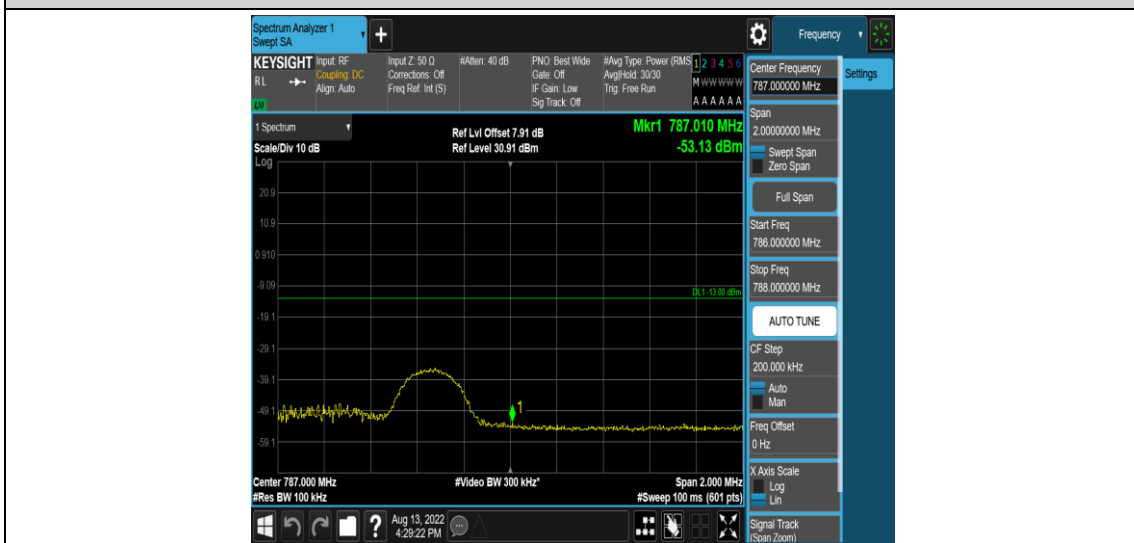 Spectrum Analyzer 1
Swept SA
+
Frequency
KEYSIGHT
RL
LXI
Input: RF
Coupling: DC
Align: Auto
Input Z: 50 Ω
Corrections: Off
Freq Ref: Int (S)
#Atten: 40 dB
PNO: Best Wide
Gate: Off
IF Gain: Low
Sig Track: Off
#Avg Type: Power (RMS
Avg|Hold: 30/30
Trig: Free Run
1 2 3 4 5 6
M W W W W W
A A A A A A
Center Frequency
787.000000 MHz
Settings
1 Spectrum
Scale/Div 10 dB
Ref Lvl Offset 7.91 dB
Ref Level 30.91 dBm
Mkr1 787.010 MHz
-53.13 dBm
Span
2.00000000 MHz
Swept Span
Zero Span
Full Span
Start Freq
786.000000 MHz
Stop Freq
788.000000 MHz
AUTO TUNE
CF Step
200.000 kHz
Auto
Man
Freq Offset
0 Hz
X Axis Scale
Log
Lin
Signal Track
(Span Zoom)
Log
20.9
10.9
0.910
-9.09
DL1 -13.00 dBm
-19.1
-29.1
-39.1
-49.1
1
-59.1
Center 787.000 MHz
#Video BW 300 kHz*
Span 2.000 MHz
#Res BW 100 kHz
#Sweep 100 ms (601 pts)
?
Aug 13, 2022
4:29:22 PM